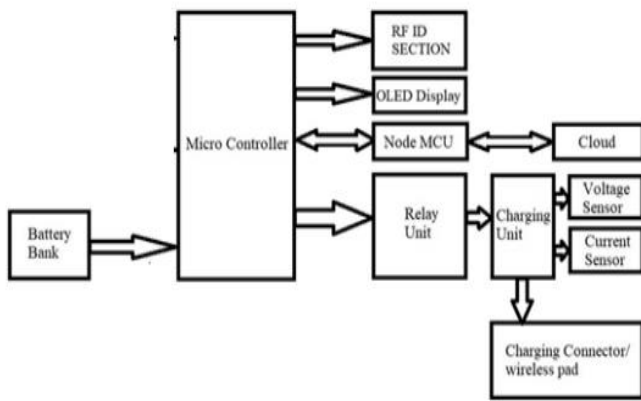 RF ID
SECTION
OLED Display
Micro Controller
Node MCU
Cloud
Relay
Unit
Charging
Unit
Voltage
Sensor
Current
Sensor
Battery
Bank
Charging Connector/
wireless pad